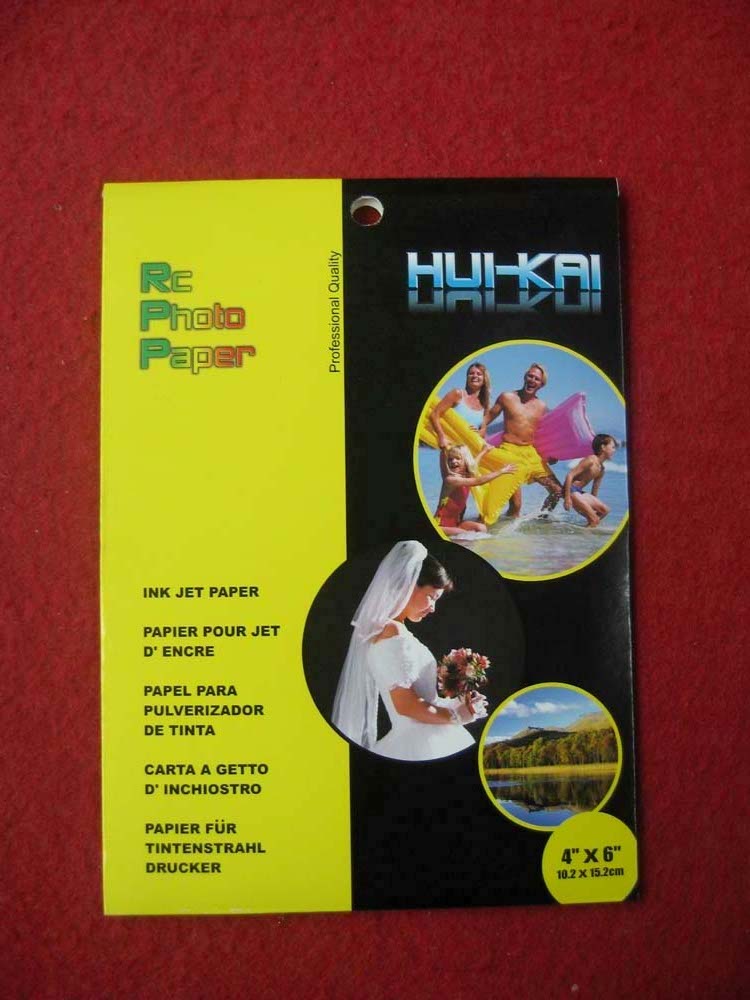 Rc
Photo
Paper
Professional Quality
HUI-KAI
INK JET PAPER
PAPIER POUR JET
D' ENCRE
PAPEL PARA
PULVERIZADOR
DE TINTA
CARTA A GETTO
D' INCHIOSTRO
PAPIER FÜR
TINTENSTRAHL
DRUCKER
4" X 6"
10.2 X 15.2cm